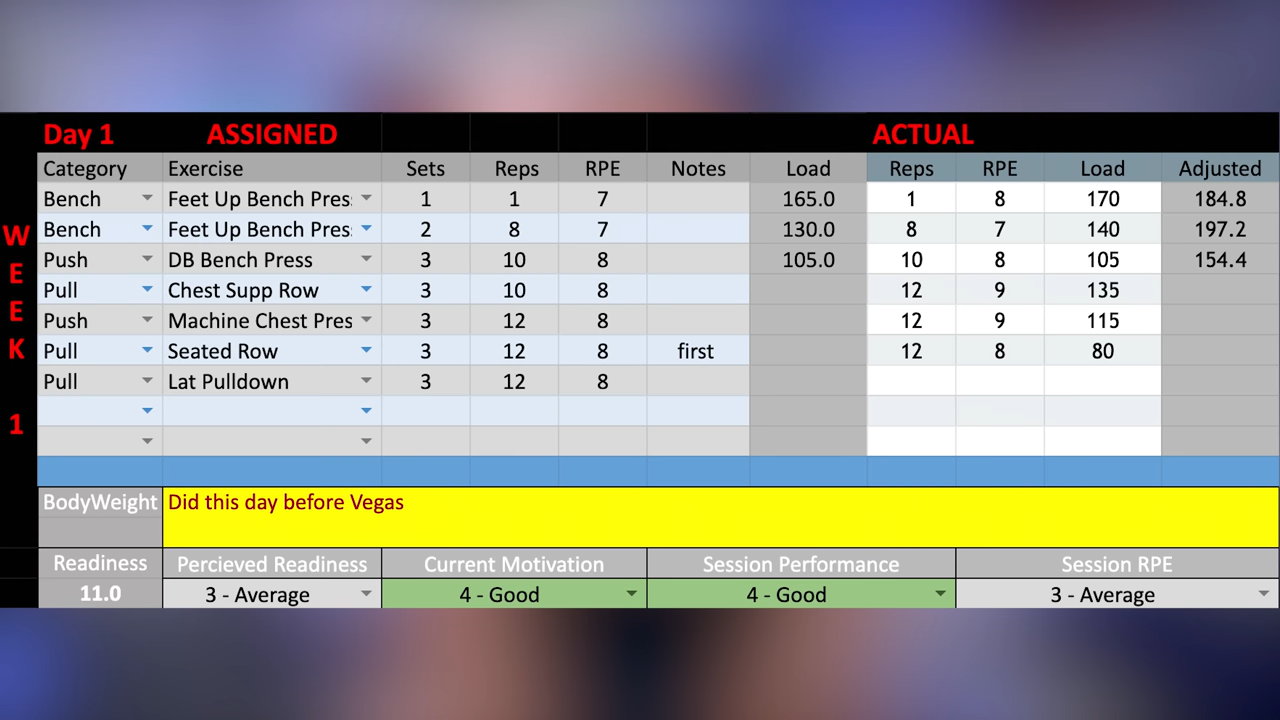 Day 1 ASSIGNED ACTUAL
Category Exercise Sets Reps RPE Notes Load Reps RPE Load Adjusted
Bench Feet Up Bench Pres 1 1 7 165.0 1 8 170 184.8
Bench Feet Up Bench Pres 2 8 7 130.0 8 7 140 197.2
Push DB Bench Press 3 10 8 105.0 10 8 105 154.4
Pull Chest Supp Row 3 10 8 12 9 135
Push Machine Chest Pres 3 12 8 12 9 115
Pull Seated Row 3 12 8 first 12 8 80
Pull Lat Pulldown 3 12 8
WEEK 1
BodyWeight Did this day before Vegas
Readiness Percieved Readiness Current Motivation Session Performance Session RPE
11.0 3 - Average 4 - Good 4 - Good 3 - Average